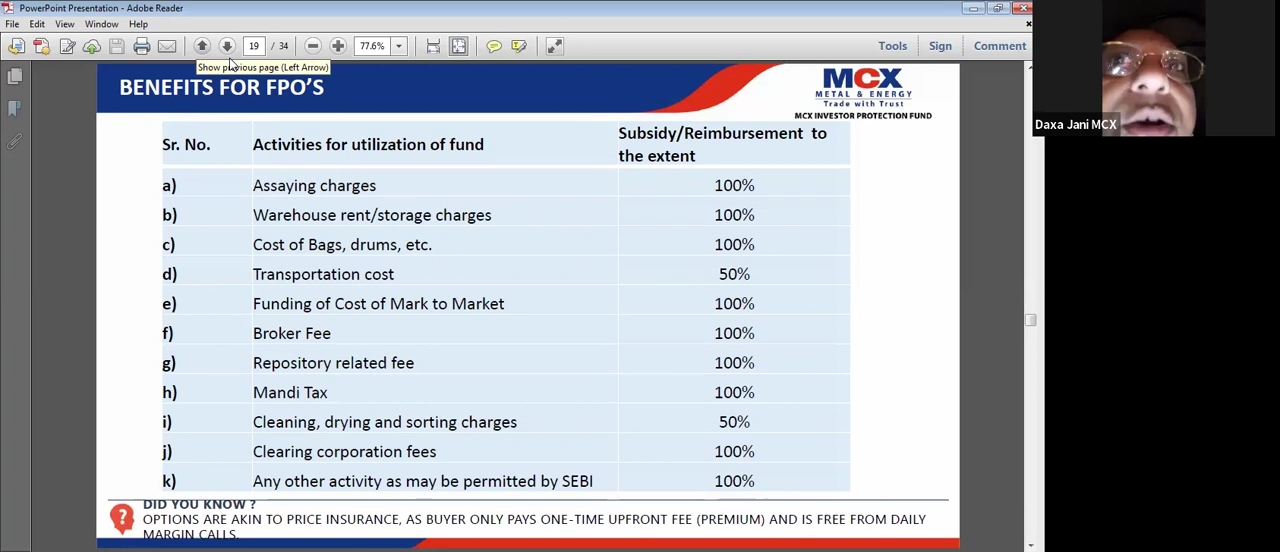 PowerPoint Presentation - Adobe Reader
File Edit View Window Help
19 / 34 77.6% Tools Sign Comment
Show previous page (Left Arrow)
BENEFITS FOR FPO'S
MCX
METAL & ENERGY
Trade with Trust
MCX INVESTOR PROTECTION FUND
Daxa Jani MCX
Sr. No. Activities for utilization of fund Subsidy/Reimbursement to
the extent
a) Assaying charges 100%
b) Warehouse rent/storage charges 100%
c) Cost of Bags, drums, etc. 100%
d) Transportation cost 50%
e) Funding of Cost of Mark to Market 100%
f) Broker Fee 100%
g) Repository related fee 100%
h) Mandi Tax 100%
i) Cleaning, drying and sorting charges 50%
j) Clearing corporation fees 100%
k) Any other activity as may be permitted by SEBI 100%
DID YOU KNOW ?
OPTIONS ARE AKIN TO PRICE INSURANCE, AS BUYER ONLY PAYS ONE-TIME UPFRONT FEE (PREMIUM) AND IS FREE FROM DAILY
MARGIN CALLS.